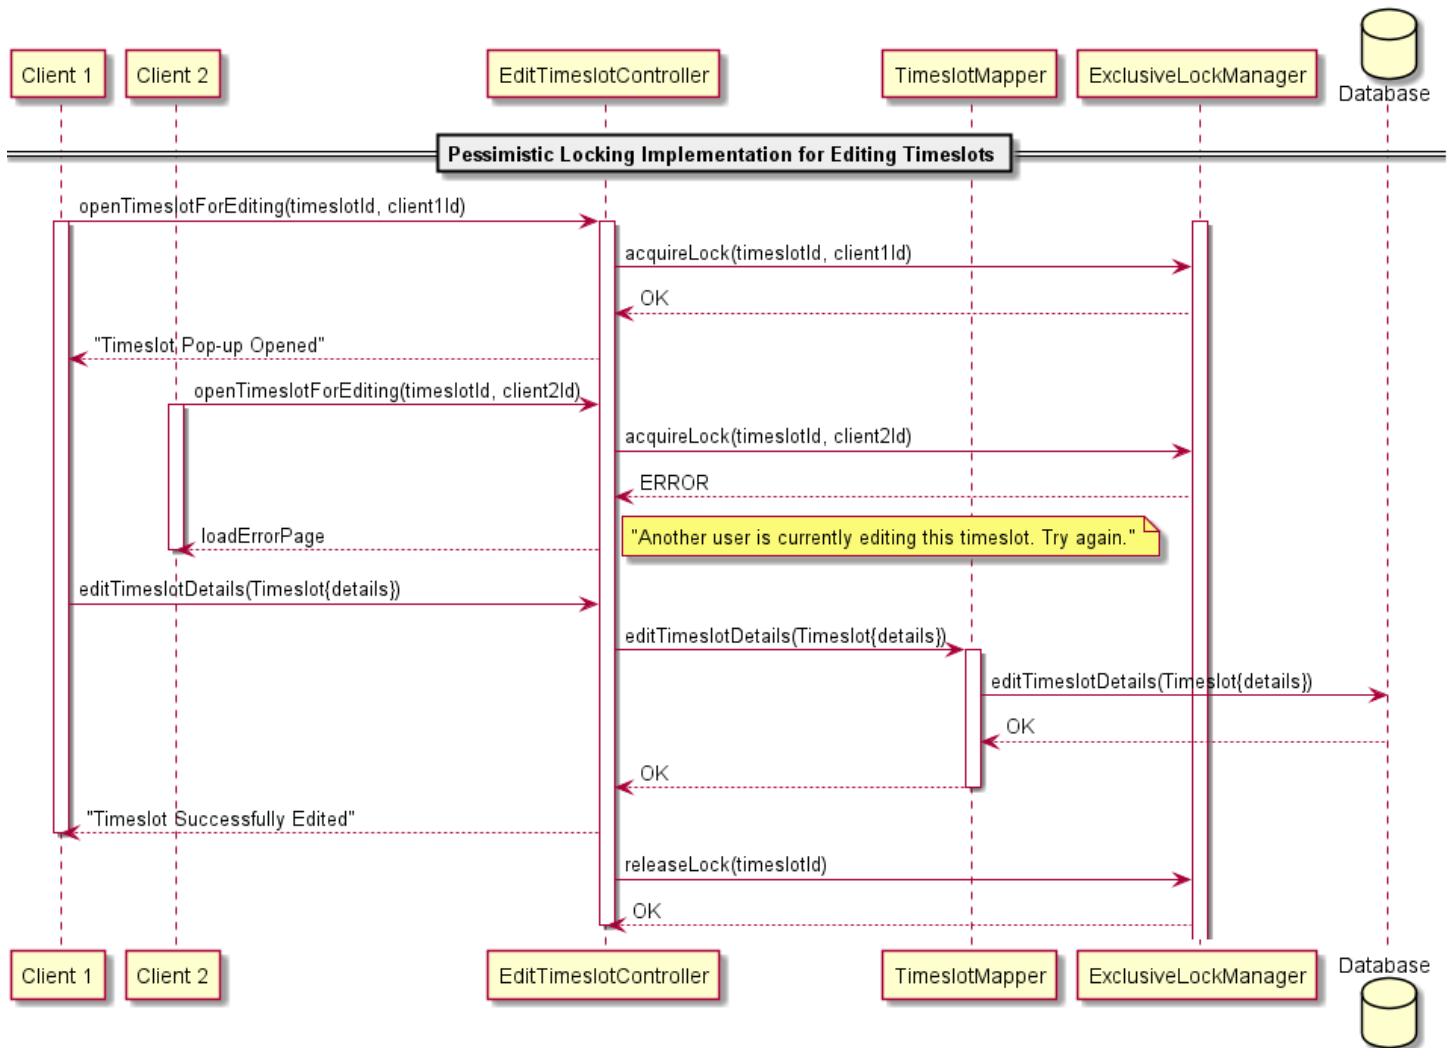 Client 1
Client 2
EditTimeslotController
TimeslotMapper
ExclusiveLockManager
Database
Pessimistic Locking Implementation for Editing Timeslots
openTimeslotForEditing(timeslotId, client1Id)
acquireLock(timeslotId, client1Id)
OK
"Timeslot Pop-up Opened"
openTimeslotForEditing(timeslotId, client2Id)
acquireLock(timeslotId, client2Id)
ERROR
loadErrorPage
"Another user is currently editing this timeslot. Try again."
editTimeslotDetails(Timeslot{details})
editTimeslotDetails(Timeslot{details})
editTimeslotDetails(Timeslot{details})
OK
OK
"Timeslot Successfully Edited"
releaseLock(timeslotId)
OK
Client 1
Client 2
EditTimeslotController
TimeslotMapper
ExclusiveLockManager
Database